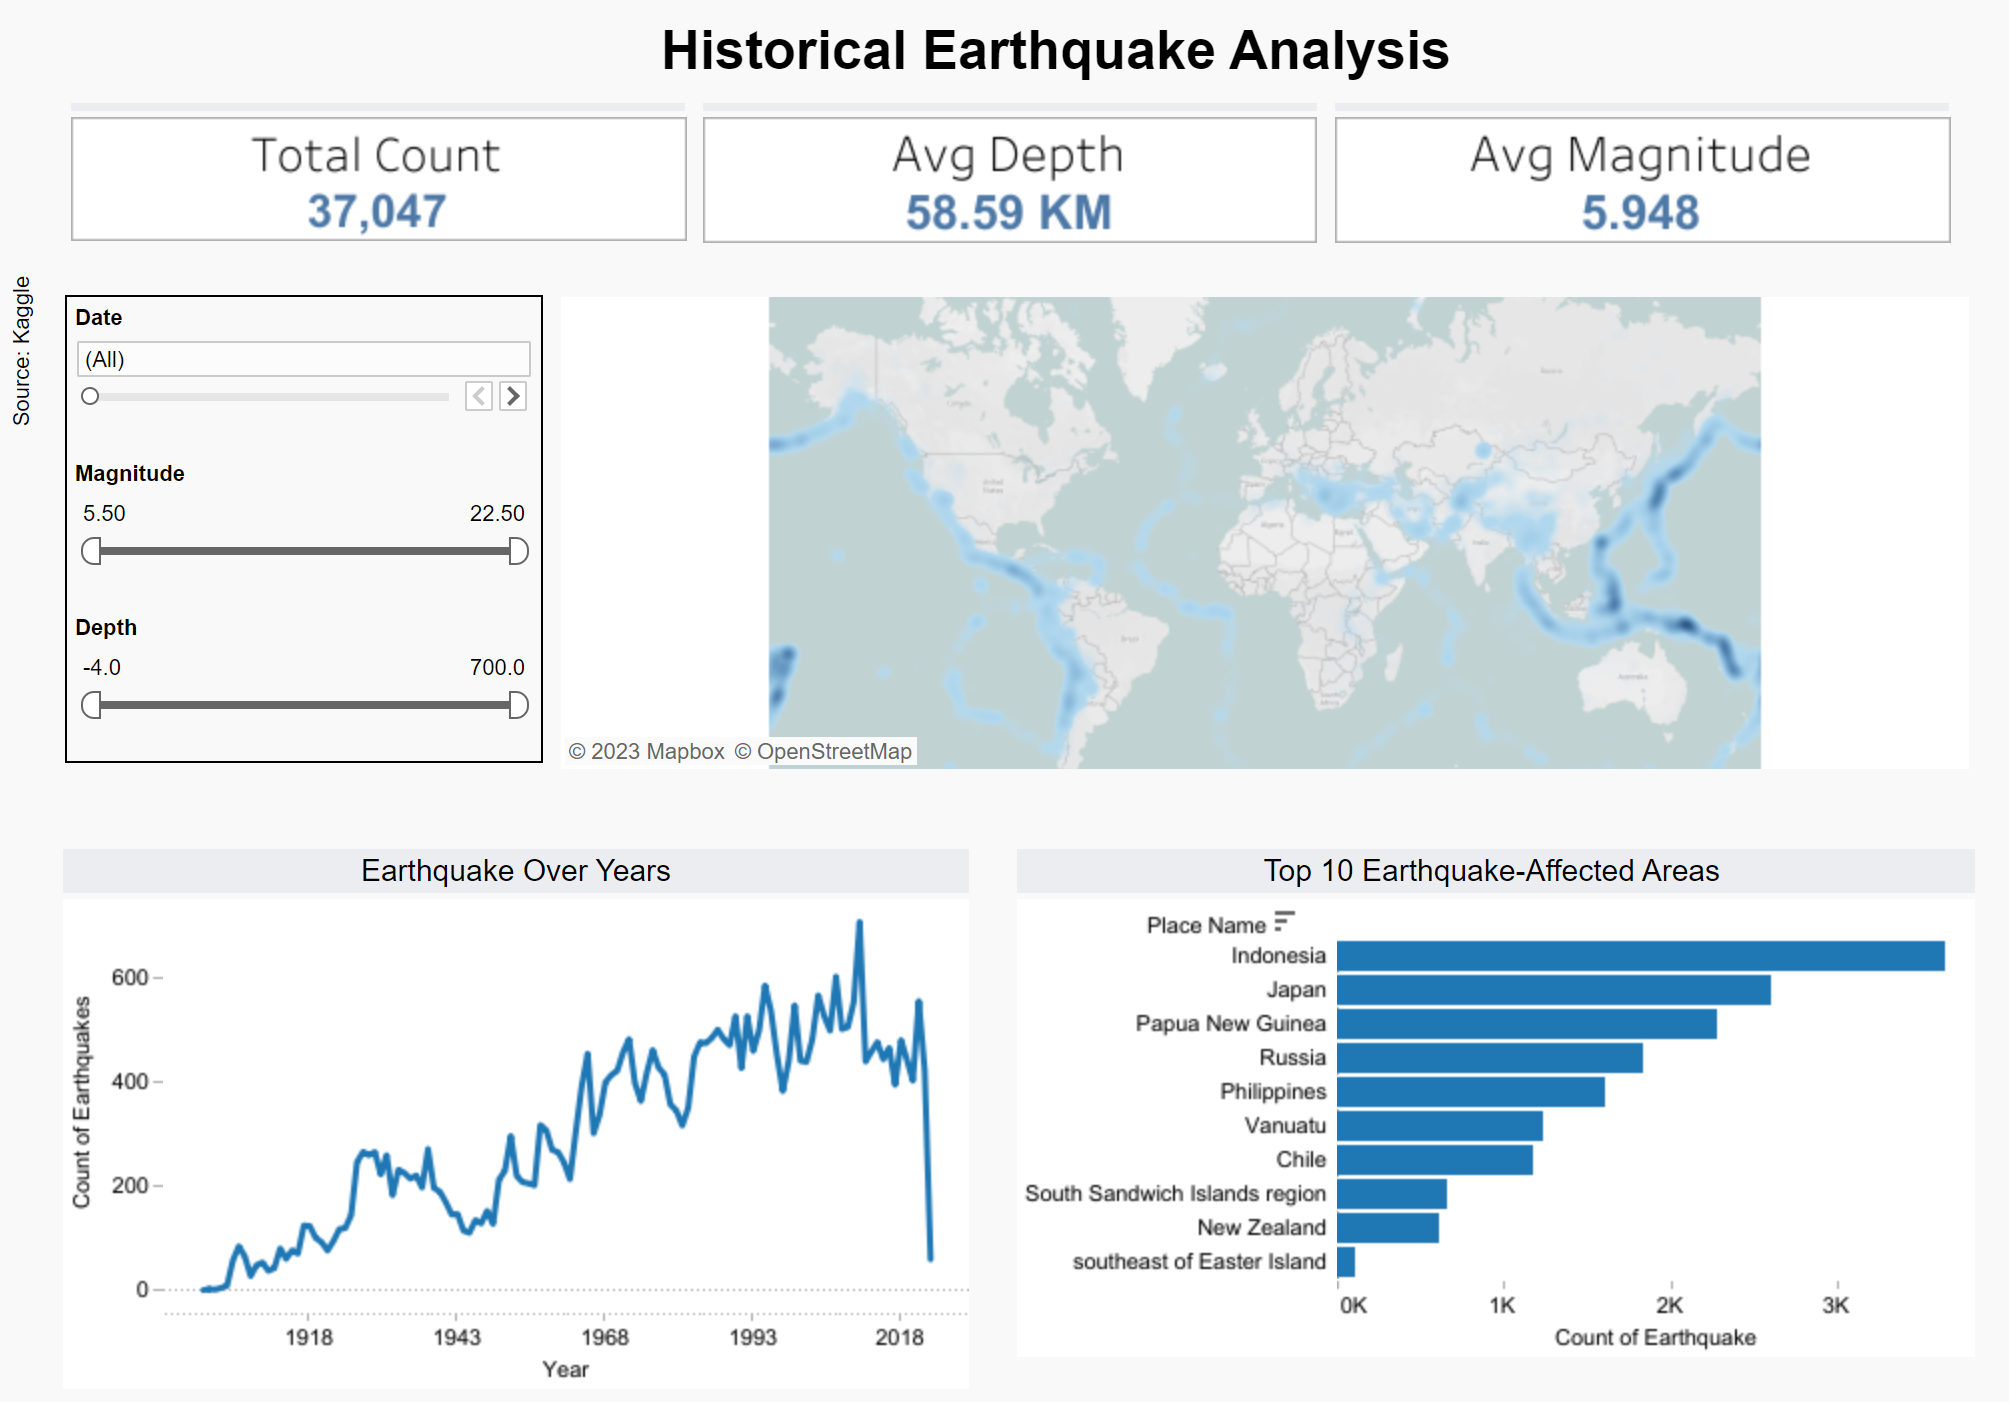 Historical Earthquake Analysis
Total Count
37,047
Avg Depth
58.59 KM
Avg Magnitude
5.948
Source: Kaggle
Date
(All)
Magnitude
5.50 22.50
Depth
-4.0 700.0
© 2023 Mapbox © OpenStreetMap
Earthquake Over Years
Count of Earthquakes
600
400
200
0
1918 1943 1968 1993 2018
Year
Top 10 Earthquake-Affected Areas
Place Name
Indonesia
Japan
Papua New Guinea
Russia
Philippines
Vanuatu
Chile
South Sandwich Islands region
New Zealand
southeast of Easter Island
0K 1K 2K 3K
Count of Earthquake